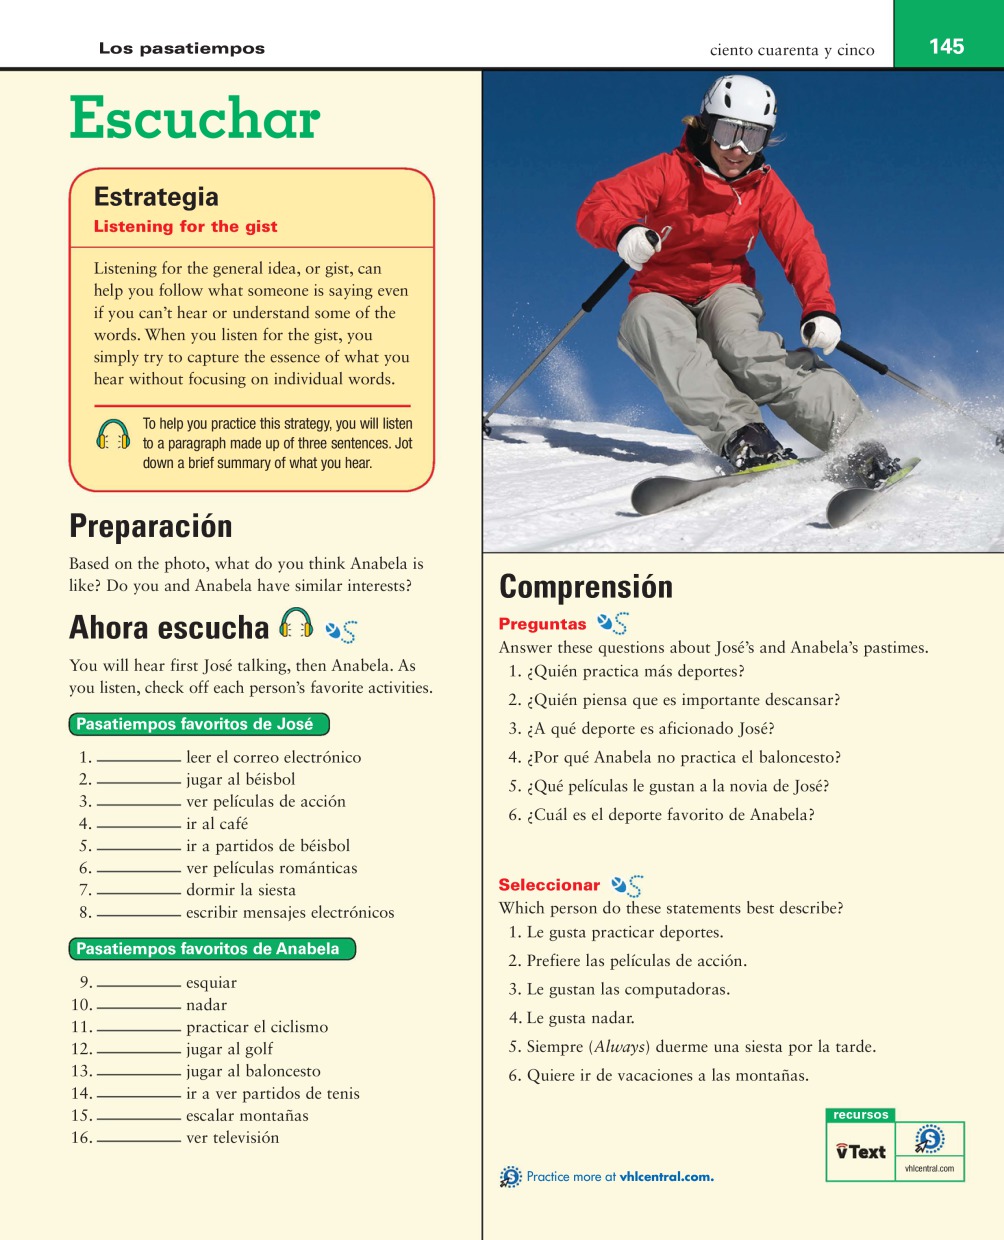 Los pasatiempos
ciento cuarenta y cinco
145
Escuchar
Estrategia
Listening for the gist
Listening for the general idea, or gist, can
help you follow what someone is saying even
if you can't hear or understand some of the
words. When you listen for the gist, you
simply try to capture the essence of what you
hear without focusing on individual words.
To help you practice this strategy, you will listen
to a paragraph made up of three sentences. Jot
down a brief summary of what you hear.
Preparación
Based on the photo, what do you think Anabela is
like? Do you and Anabela have similar interests?
Ahora escucha
You will hear first José talking, then Anabela. As
you listen, check off each person's favorite activities.
Pasatiempos favoritos de José
1. ________ leer el correo electrónico
2. ________ jugar al béisbol
3. ________ ver películas de acción
4. ________ ir al café
5. ________ ir a partidos de béisbol
6. ________ ver películas románticas
7. ________ dormir la siesta
8. ________ escribir mensajes electrónicos
Pasatiempos favoritos de Anabela
9. ________ esquiar
10. ________ nadar
11. ________ practicar el ciclismo
12. ________ jugar al golf
13. ________ jugar al baloncesto
14. ________ ir a ver partidos de tenis
15. ________ escalar montañas
16. ________ ver televisión
Comprensión
Preguntas
Answer these questions about José's and Anabela's pastimes.
1. ¿Quién practica más deportes?
2. ¿Quién piensa que es importante descansar?
3. ¿A qué deporte es aficionado José?
4. ¿Por qué Anabela no practica el baloncesto?
5. ¿Qué películas le gustan a la novia de José?
6. ¿Cuál es el deporte favorito de Anabela?
Seleccionar
Which person do these statements best describe?
1. Le gusta practicar deportes.
2. Prefiere las películas de acción.
3. Le gustan las computadoras.
4. Le gusta nadar.
5. Siempre (Always) duerme una siesta por la tarde.
6. Quiere ir de vacaciones a las montañas.
recursos
vText
S
vhlcentral.com
S
Practice more at vhlcentral.com.